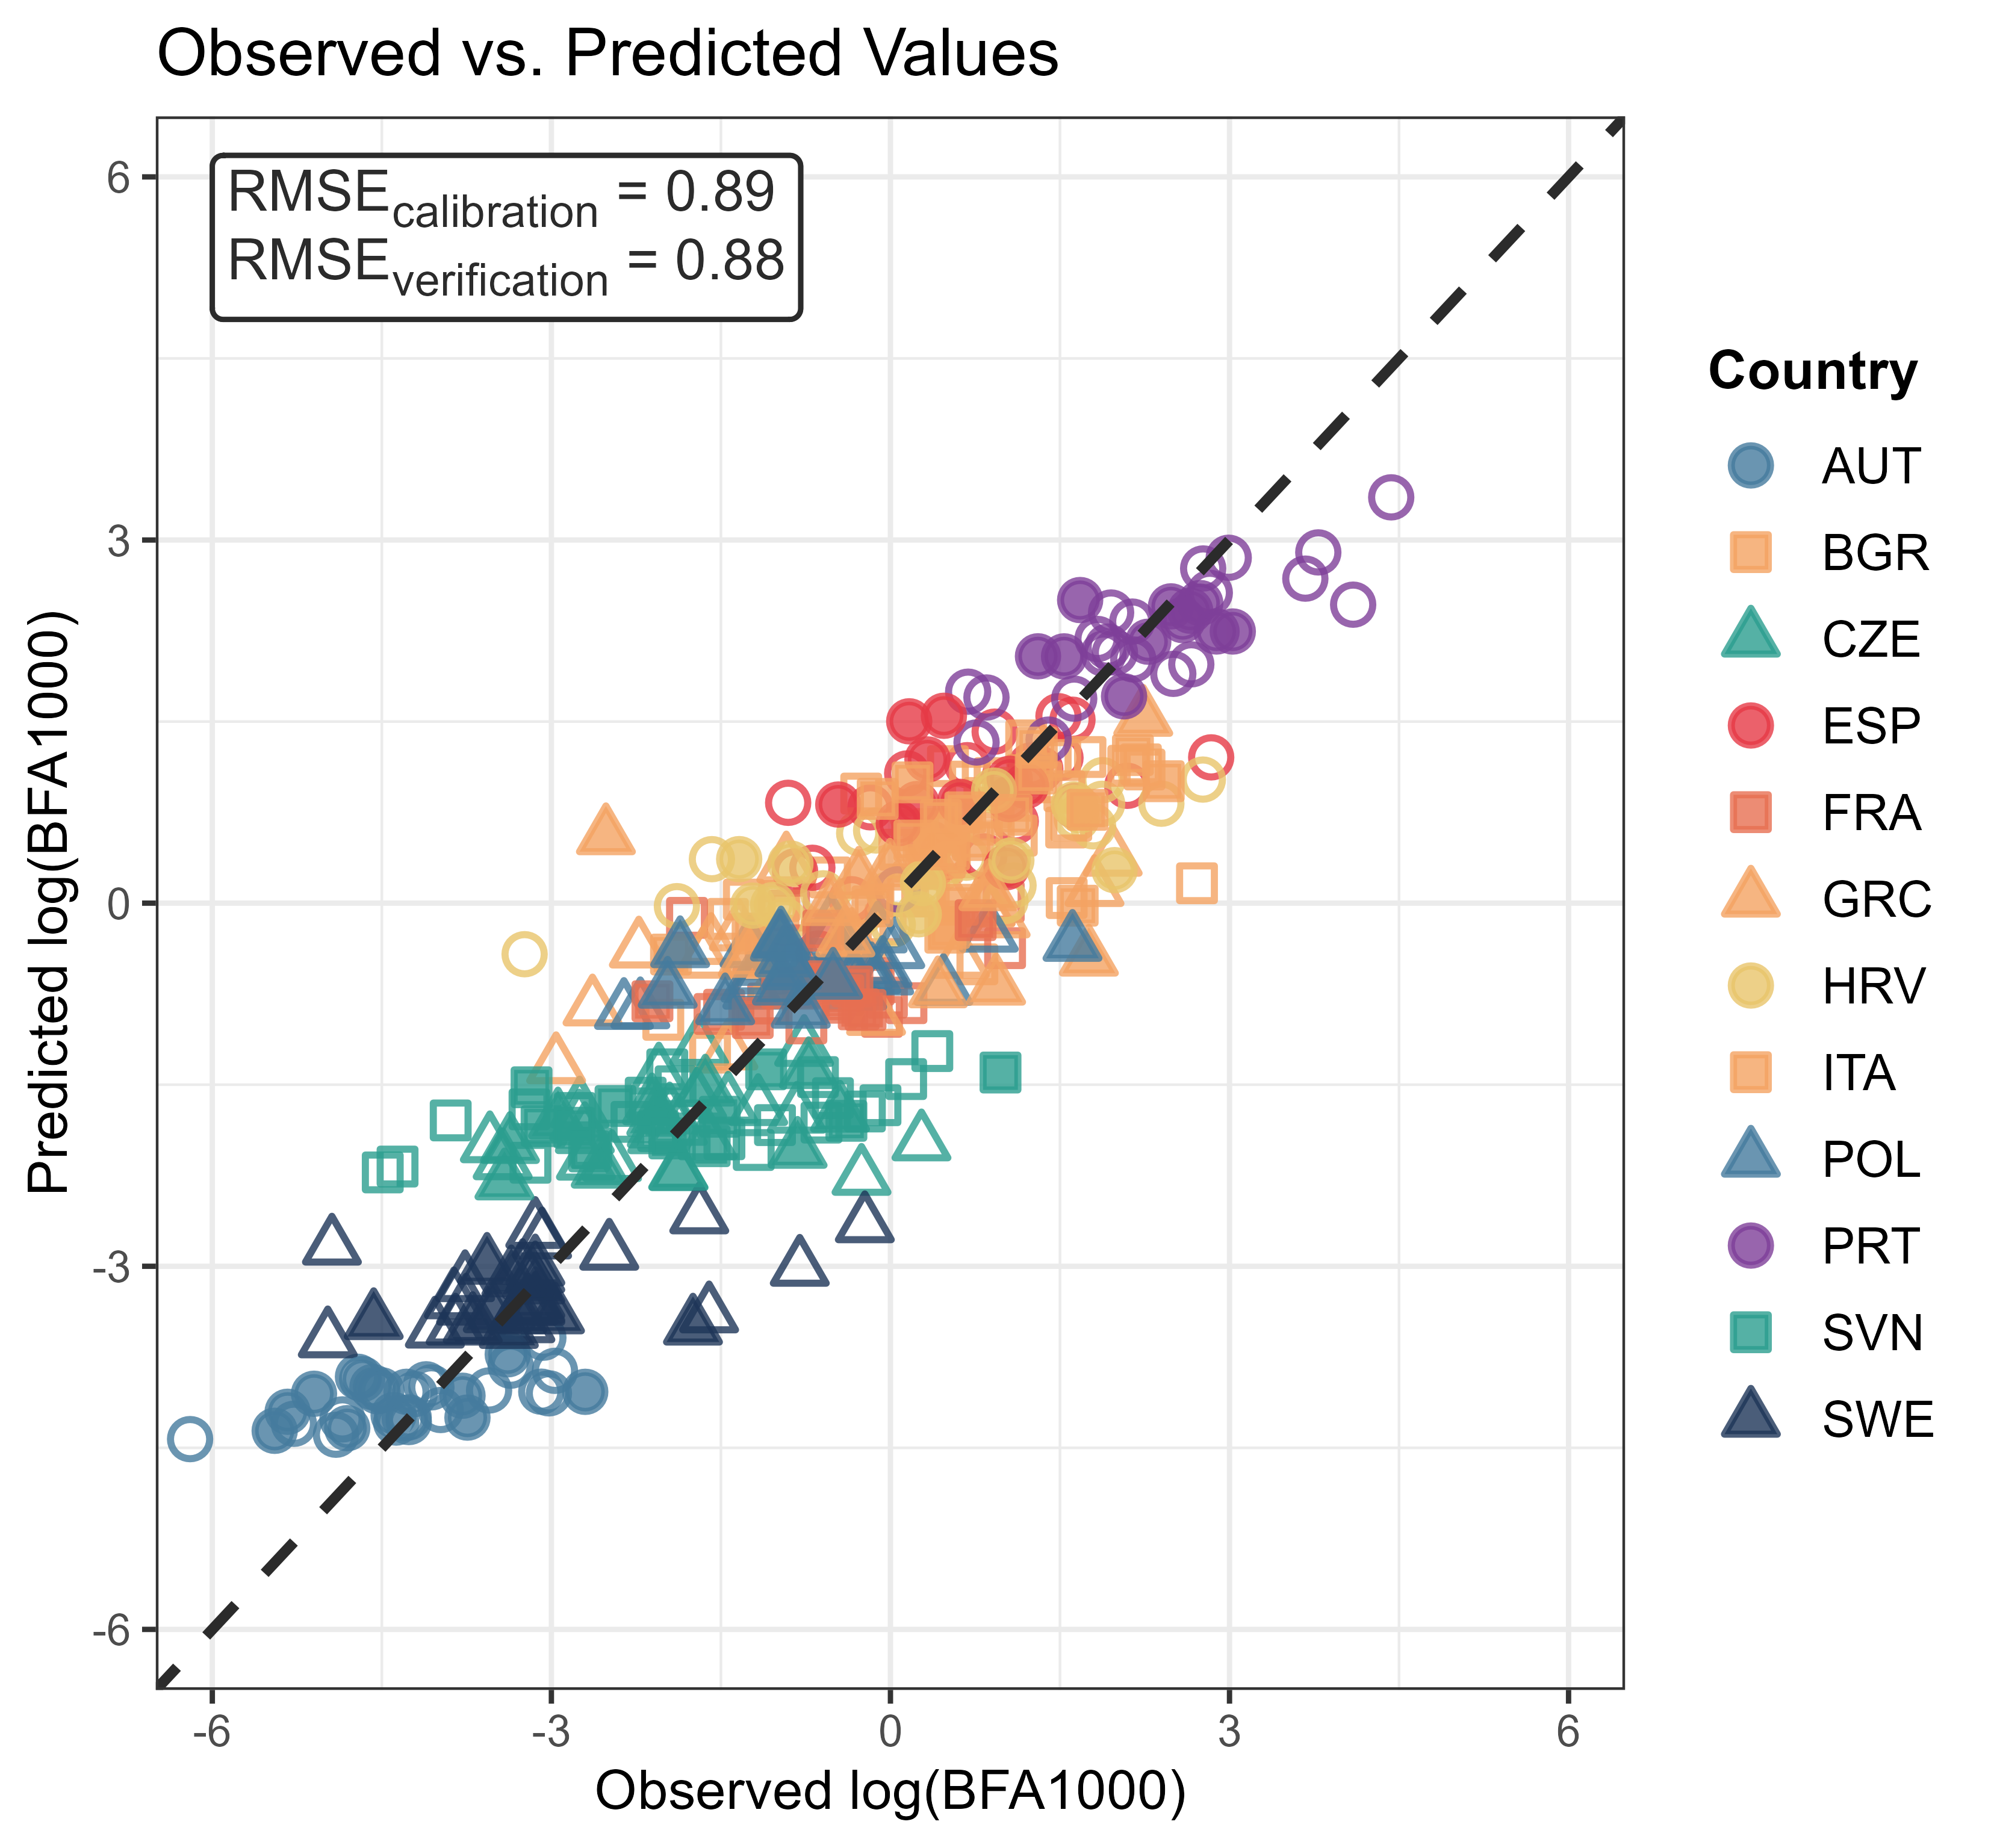 Observed vs. Predicted Values
RMSEcalibration = 0.89
RMSEverification = 0.88
6
3
0
-3
-6
Predicted log(BFA1000)
-6 -3 0 3 6
Observed log(BFA1000)
Country
AUT
BGR
CZE
ESP
FRA
GRC
HRV
ITA
POL
PRT
SVN
SWE